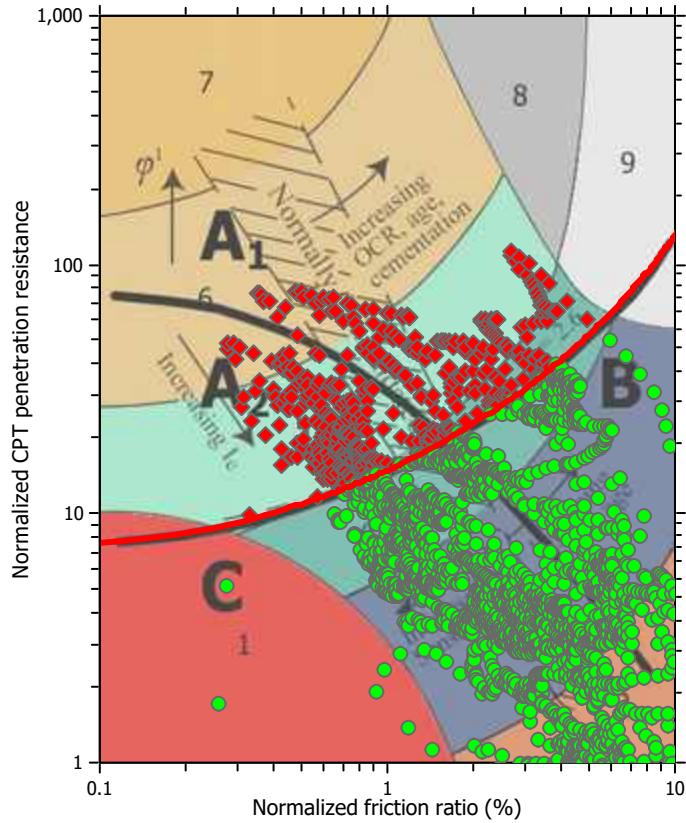 1,000
7
8
φ'
9
Normally
Increasing
OCR, age,
cementation
A1
100
6
A2
Increasing Ic
B
10
C
1
1
0.1
1
10
Normalized friction ratio (%)
Normalized CPT penetration resistance